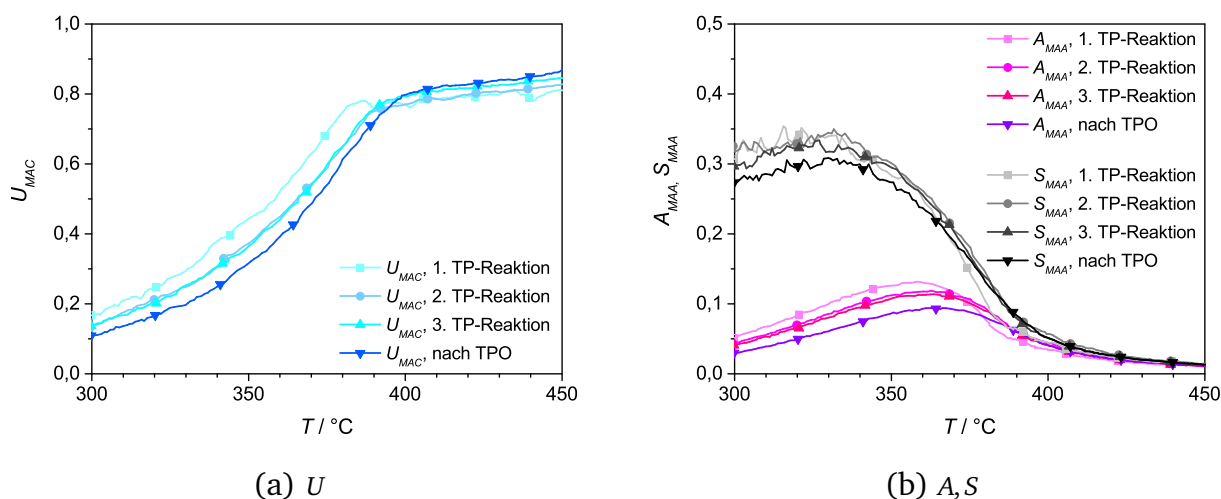 1,0
0,8
0,6
0,4
0,2
0,0
U_MAC
300
350
400
450
T / °C
U_MAC, 1. TP-Reaktion
U_MAC, 2. TP-Reaktion
U_MAC, 3. TP-Reaktion
U_MAC, nach TPO
(a) U
0,5
0,4
0,3
0,2
0,1
0,0
A_MAA, S_MAA
300
350
400
450
T / °C
A_MAA, 1. TP-Reaktion
A_MAA, 2. TP-Reaktion
A_MAA, 3. TP-Reaktion
A_MAA, nach TPO
S_MAA, 1. TP-Reaktion
S_MAA, 2. TP-Reaktion
S_MAA, 3. TP-Reaktion
S_MAA, nach TPO
(b) A, S